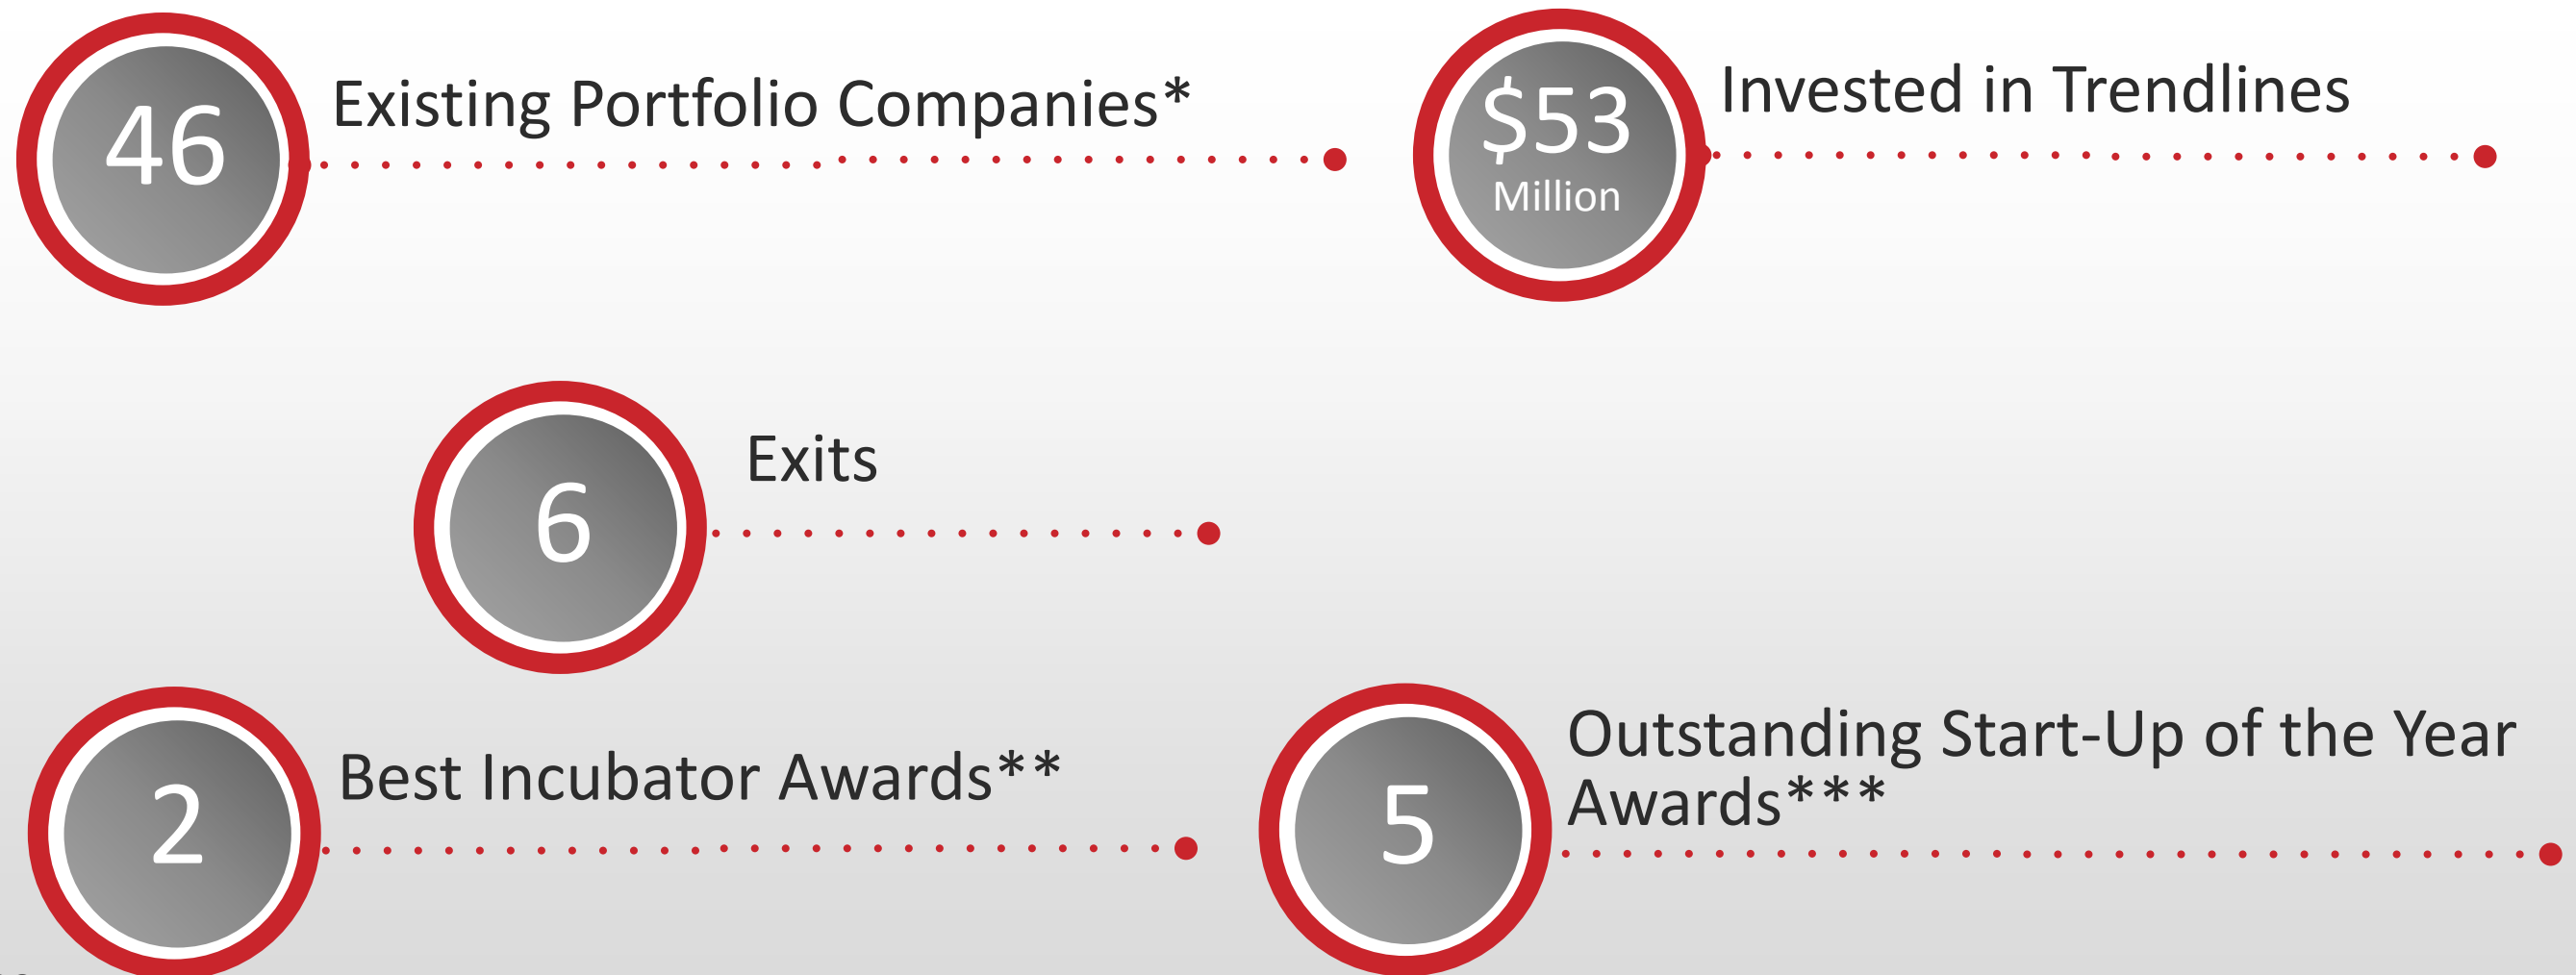 46
Existing Portfolio Companies*
$53
Million
Invested in Trendlines
6
Exits
2
Best Incubator Awards**
5
Outstanding Start-Up of the Year
Awards***